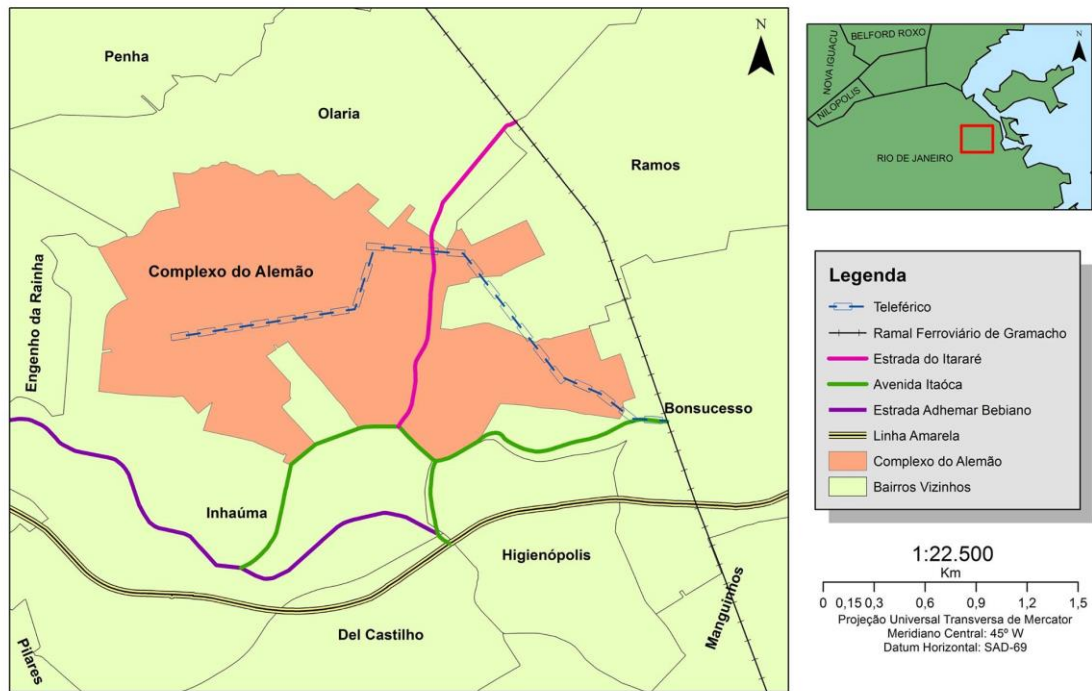 N
Penha
Olaria
Ramos
Complexo do Alemão
Engenho da Rainha
Bonsucesso
Inhaúma
Higienópolis
Manguinhos
Del Castilho
Pilares
N
NOVA IGUACU
BELFORD ROXO
NILOPOLIS
RIO DE JANEIRO
Legenda
Teleférico
Ramal Ferroviário de Gramacho
Estrada do Itararé
Avenida Itaóca
Estrada Adhemar Bebiano
Linha Amarela
Complexo do Alemão
Bairros Vizinhos
1:22.500
Km
0 0,15 0,3 0,6 0,9 1,2 1,5
Projeção Universal Transversa de Mercator
Meridiano Central: 45º W
Datum Horizontal: SAD-69